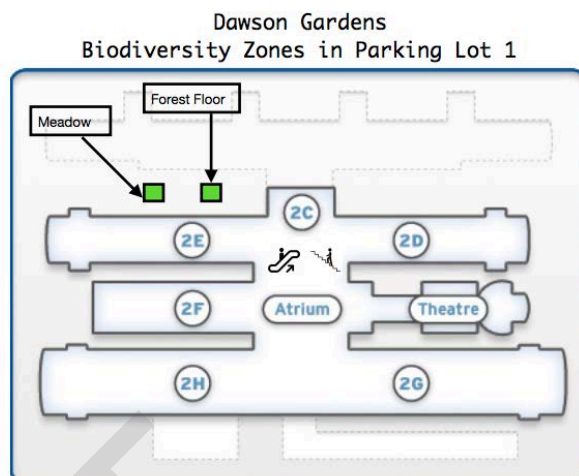 Dawson Gardens
Biodiversity Zones in Parking Lot 1
Forest Floor
Meadow
2C
2E
2D
2F
Atrium
Theatre
2H
2G